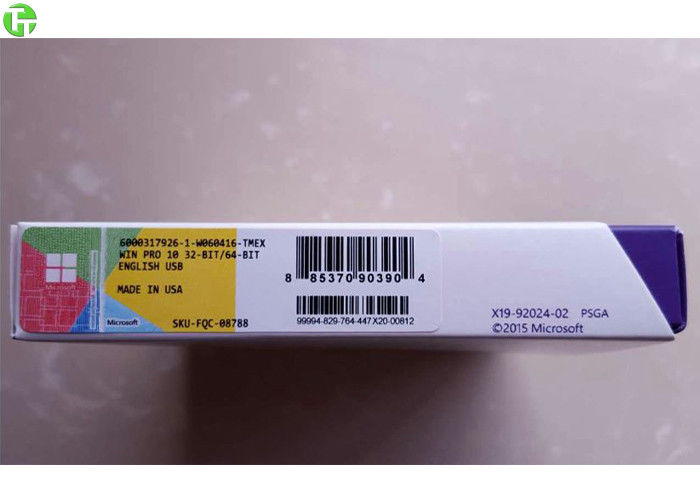 6000317926-1-W060416-TMEX
WIN PRO 10 32-BIT/64-BIT
ENGLISH USB
MADE IN USA
Microsoft
Microsoft
SKU-FQC-08788
8 85370 90390 4
99994-829-764-447 X20-00812
X19-92024-02 PSGA
©2015 Microsoft